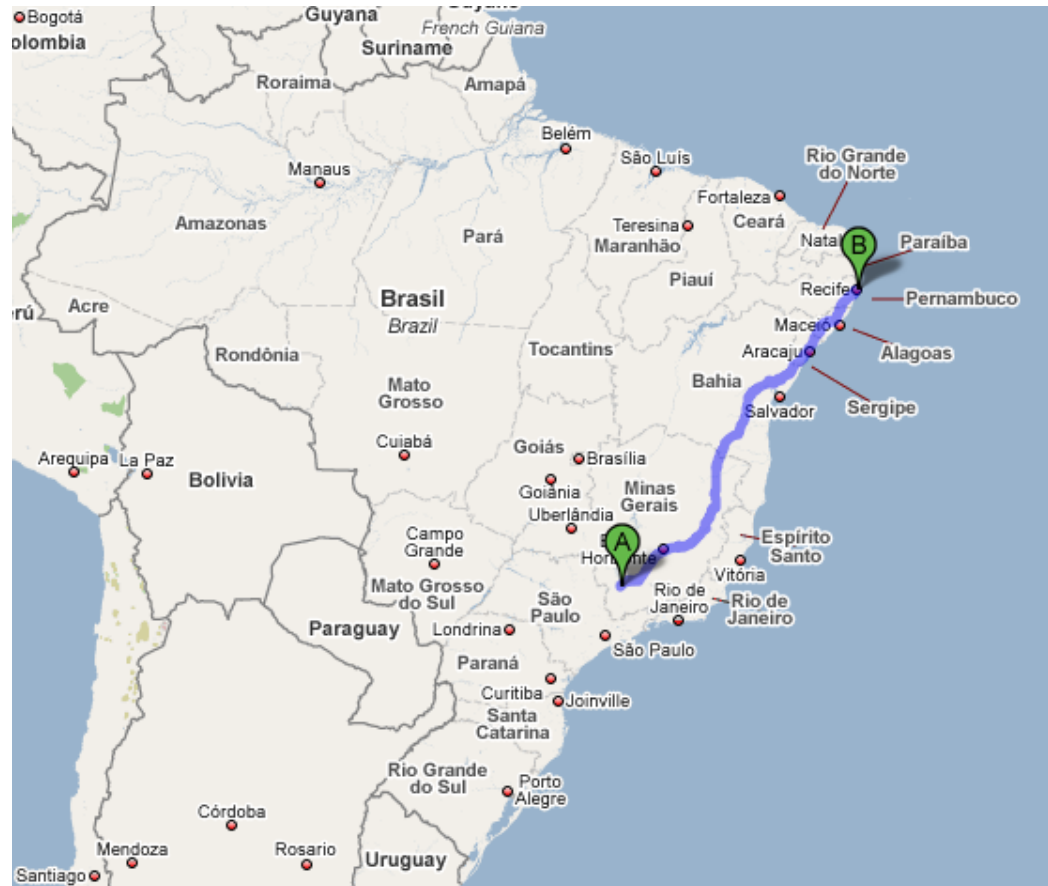 Bogotá
olombia
Guyana
Suriname
French Guiana
Roraima
Amapá
Belém
São Luís
Manaus
Fortaleza
Rio Grande
do Norte
Amazonas
Pará
Teresina
Maranhão
Ceará
Natal
Paraíba
Piauí
Brasil
Brazil
Recife
Pernambuco
B
Acre
rú
Rondônia
Tocantins
Maceió
Alagoas
Aracaju
Mato
Grosso
Bahia
Salvador
Sergipe
Cuiabá
Goiás
Brasília
Arequipa
La Paz
Bolivia
Goiânia
Minas
Gerais
Uberlândia
A
Horizonte
Espírito
Santo
Campo
Grande
Vitória
Mato Grosso
do Sul
São
Paulo
Rio de
Janeiro
Rio de
Janeiro
Paraguay
Londrina
São Paulo
Paraná
Curitiba
Joinville
Santa
Catarina
Rio Grande
do Sul
Porto
Alegre
Córdoba
Mendoza
Rosario
Uruguay
Santiago